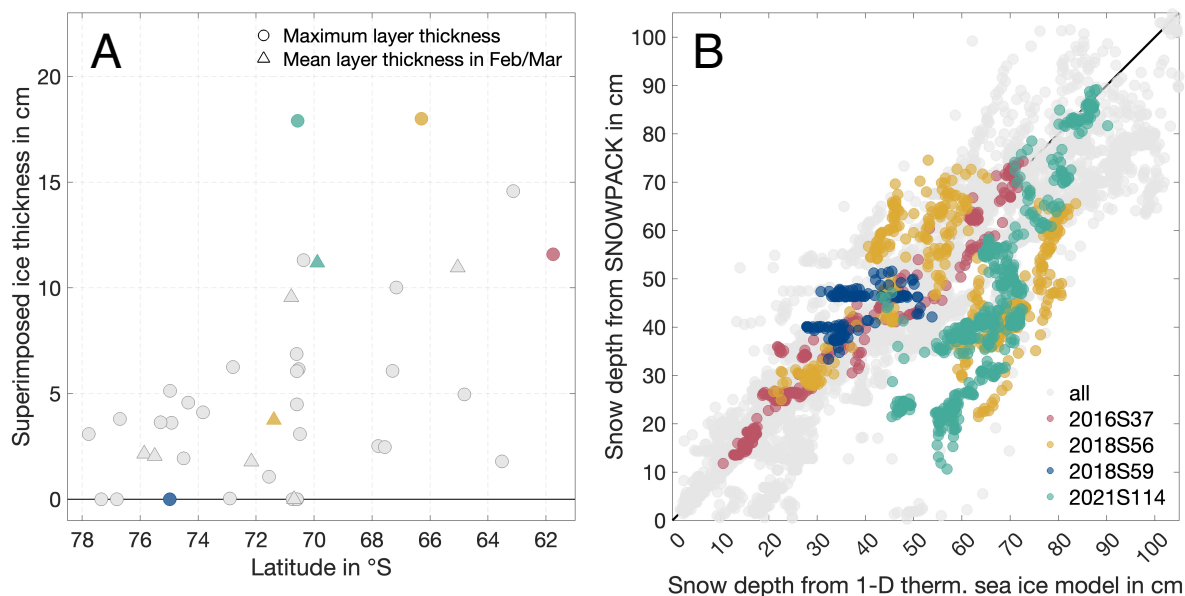 A
Maximum layer thickness
Mean layer thickness in Feb/Mar
Superimposed ice thickness in cm
20
15
10
5
0
78 76 74 72 70 68 66 64 62
Latitude in °S
B
Snow depth from SNOWPACK in cm
100
90
80
70
60
50
40
30
20
10
0
all
2016S37
2018S56
2018S59
2021S114
0 10 20 30 40 50 60 70 80 90 100
Snow depth from 1-D therm. sea ice model in cm